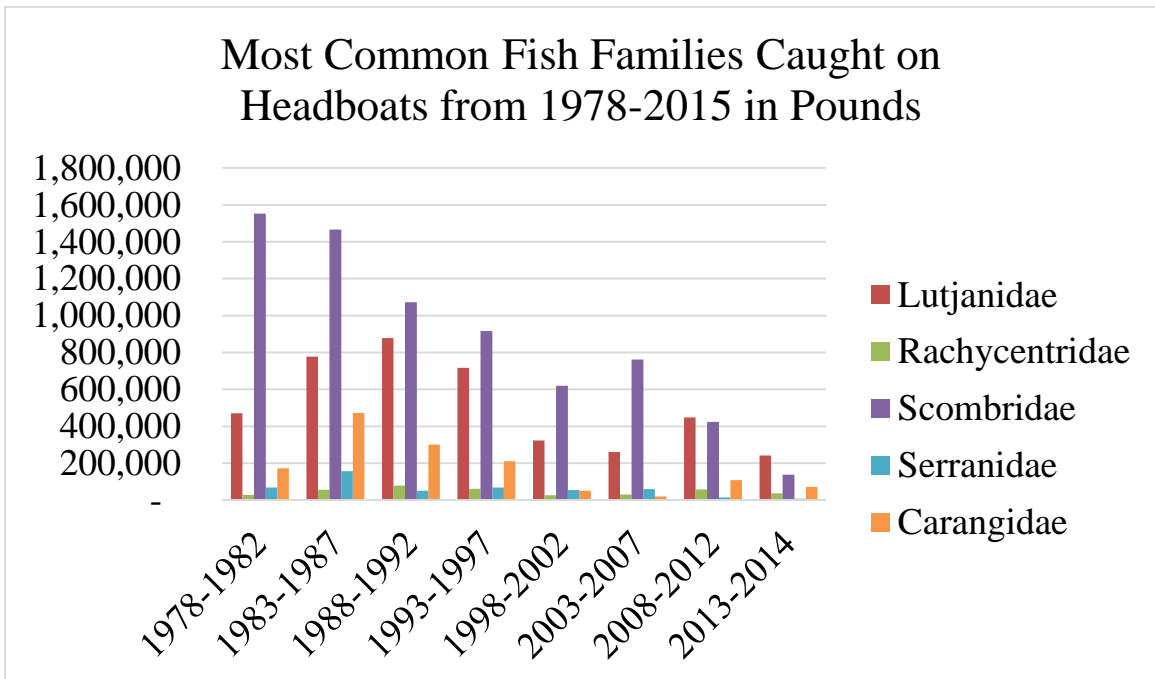 Most Common Fish Families Caught on
Headboats from 1978-2015 in Pounds
1,800,000
1,600,000
1,400,000
1,200,000
1,000,000
800,000
600,000
400,000
200,000
-
1978-1982
1983-1987
1988-1992
1993-1997
1998-2002
2003-2007
2008-2012
2013-2014
Lutjanidae
Rachycentridae
Scombridae
Serranidae
Carangidae